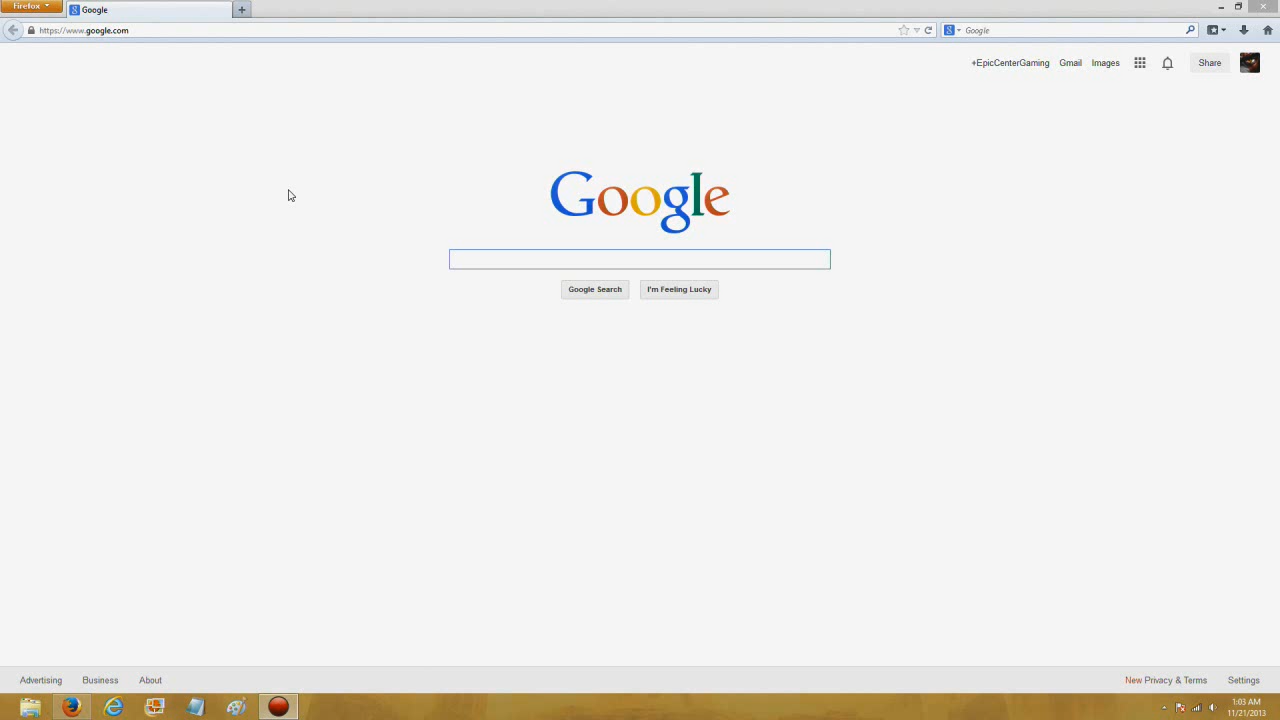 Firefox
Google
https://www.google.com
Google
+EpicCenterGaming Gmail Images Share
Google
Google Search I'm Feeling Lucky
Advertising Business About New Privacy & Terms Settings
1:03 AM
11/21/2013